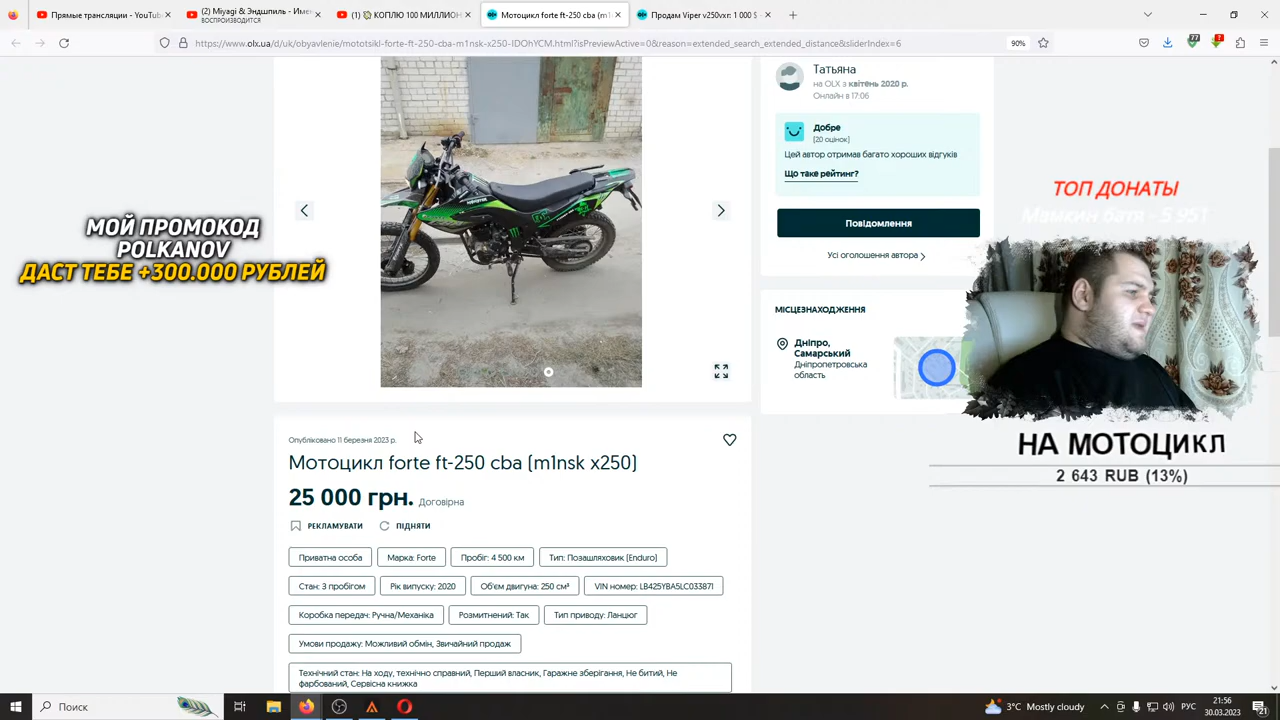 Прямые трансляции - YouTube
(2) Miyagi & Эндшпиль
ВОСПРОИЗВОДИТСЯ
(1) КОПЛЮ 100 МИЛЛИОН
Мотоцикл forte ft-250 cba (m1
Продам Viper v250vxr: 1 000 $
https://www.olx.ua/d/uk/obyavlenie/mototsikl-forte-ft-250-cba-m1nsk-x250-IDOhYCM.html?isPreviewActive=0&reason=extended_search_extended_distance&sliderIndex=6
90%
Татьяна
на OLX з квітень 2020 р.
Онлайн в 17:06
Добре
(20 оцінок)
Цей автор отримав багато хороших відгуків
Що таке рейтинг?
Повідомлення
Усі оголошення автора
МІСЦЕЗНАХОДЖЕННЯ
Дніпро,
Самарський
Дніпропетровська
область
МОЙ ПРОМОКОД
POLKANOV
ДАСТ ТЕБЕ +300.000 РУБЛЕЙ
ТОП ДОНАТЫ
Мамкин батя - 5 951
НА МОТОЦИКЛ
2 643 RUB (13%)
Опубліковано 11 березня 2023 р.
Мотоцикл forte ft-250 cba (m1nsk x250)
25 000 грн. Договірна
РЕКЛАМУВАТИ ПІДНЯТИ
Приватна особа Марка: Forte Пробіг: 4 500 км Тип: Позашляховик (Enduro)
Стан: З пробігом Рік випуску: 2020 Об'єм двигуна: 250 см³ VIN номер: LB425YBA5LC033871
Коробка передач: Ручна/Механіка Розмитнений: Так Тип приводу: Ланцюг
Умови продажу: Можливий обмін, Звичайний продаж
Технічний стан: На ходу, технічно справний, Перший власник, Гаражне зберігання, Не битий, Не
фарбований, Сервісна книжка
Поиск
3°C Mostly cloudy
РУС
21:56
30.03.2023